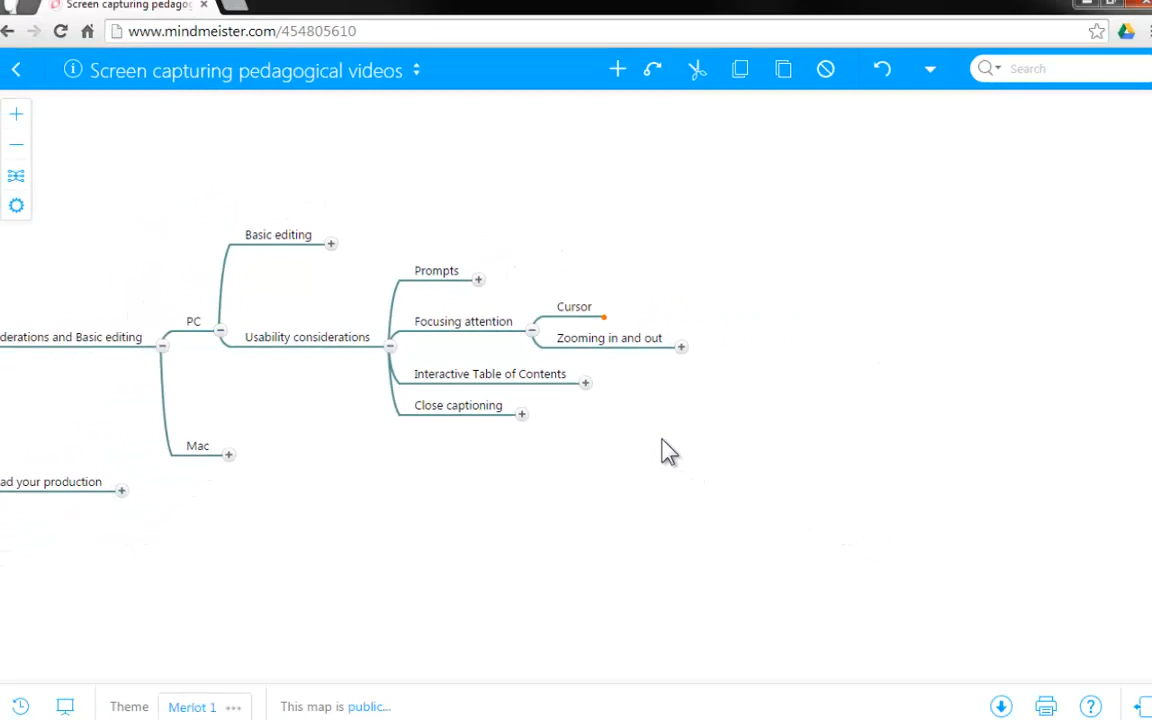 Screen capturing pedagog
www.mindmeister.com/454805610
Screen capturing pedagogical videos
Search
Basic editing
Prompts
Cursor
PC
Focusing attention
Usability considerations
Zooming in and out
derations and Basic editing
Interactive Table of Contents
Close captioning
Mac
ad your production
Theme
Merlot 1
This map is public...